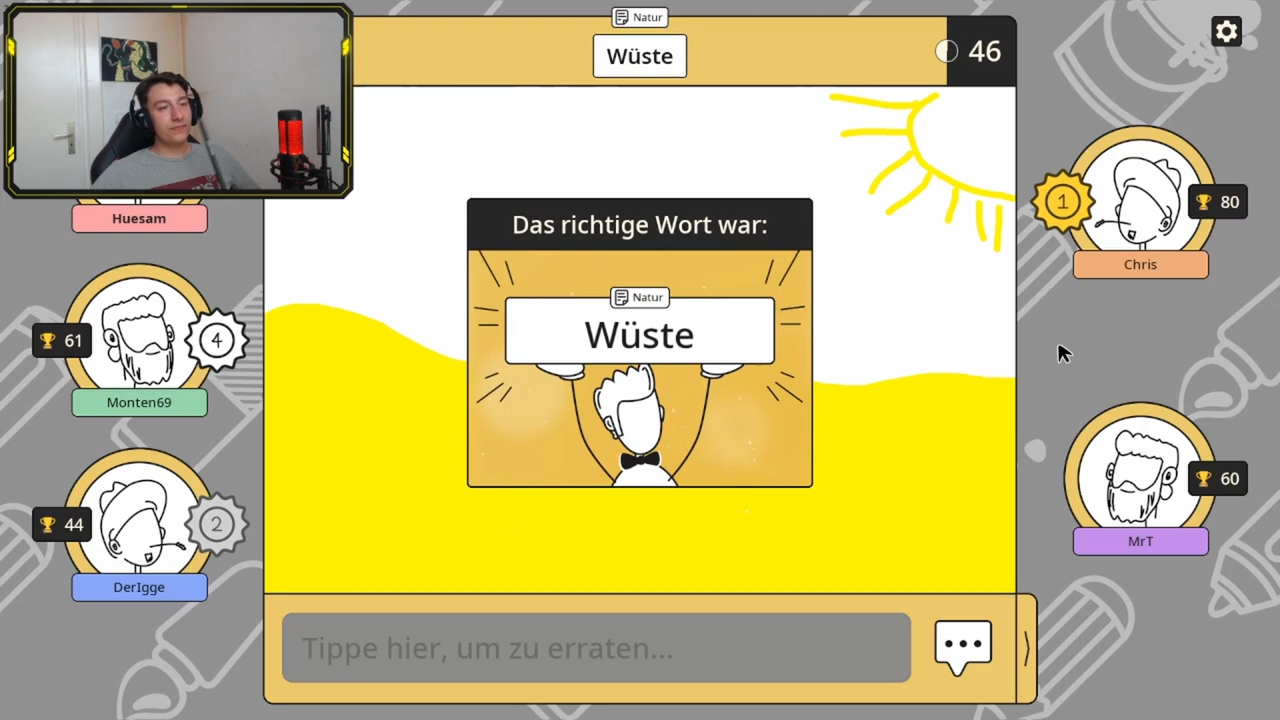 Natur
Wüste
46
Huesam
61
4
Monten69
44
2
DerIgge
1
80
Chris
60
MrT
Das richtige Wort war:
Natur
Wüste
Tippe hier, um zu erraten...